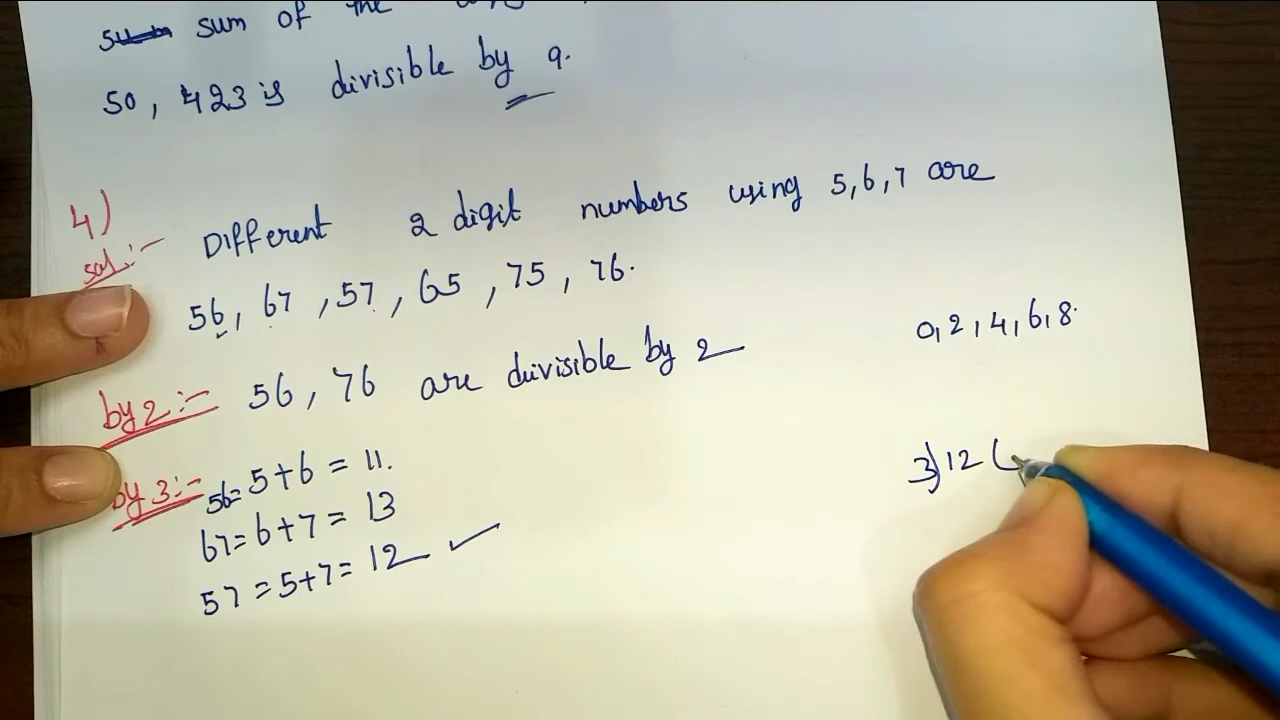 sum of the
50, 423 is divisible by 9.
4)
sol:- Different 2 digit numbers using 5,6,7 are
56, 67, 57, 65, 75, 76.
0,2,4,6,8.
by 2:- 56, 76 are divisible by 2
by 3:- 56= 5+6 = 11.
67= 6+7 = 13
57 = 5+7= 12 ✓
3)12(